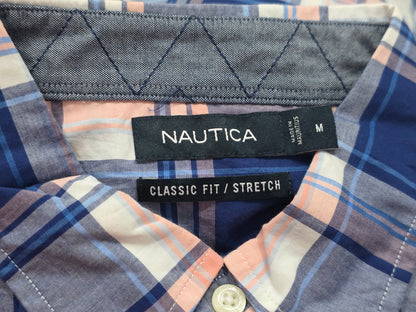 NAUTICA
MADE IN
MAURITIUS
M
CLASSIC FIT / STRETCH